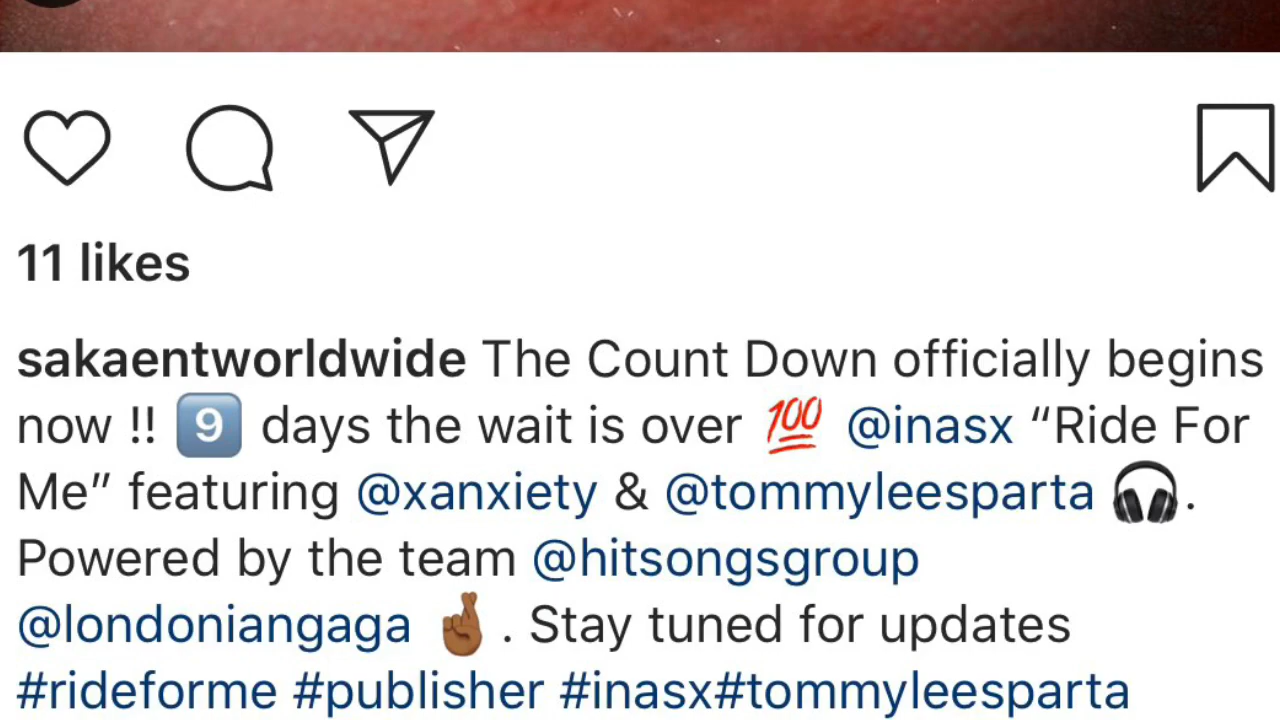 11 likes
sakaentworldwide The Count Down officially begins
now !! 9️⃣ days the wait is over 💯 @inasx “Ride For
Me” featuring @xanxiety & @tommyleesparta 🎧.
Powered by the team @hitsongsgroup
@londoniangaga 🤞🏾. Stay tuned for updates
#rideforme #publisher #inasx#tommyleesparta